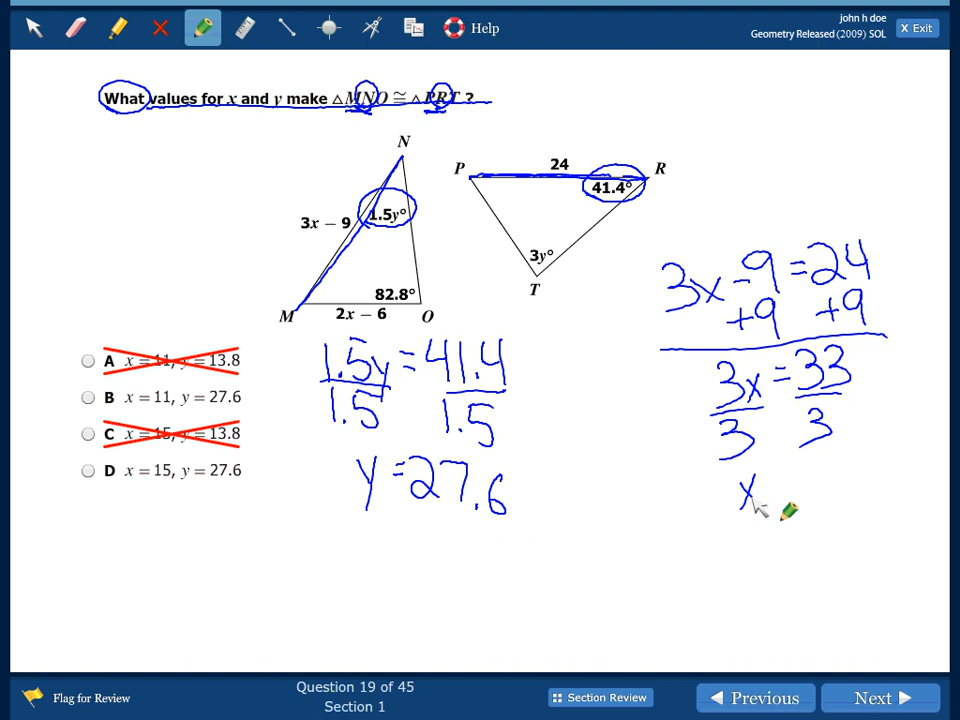 john h doe
Help
Geometry Released (2009) SOL
X Exit
What values for x and y make △MNO ≅ △PRT ?
N
P
24
R
41.4°
1.5y°
3x − 9
3y°
T
82.8°
M
2x − 6
O
3x - 9 = 24
+9 +9
3x = 33
3 3
x
A x = 11, y = 13.8
B x = 11, y = 27.6
C x = 15, y = 13.8
D x = 15, y = 27.6
1.5y = 41.4
1.5 1.5
y = 27.6
Flag for Review
Question 19 of 45
Section 1
Section Review
Previous
Next